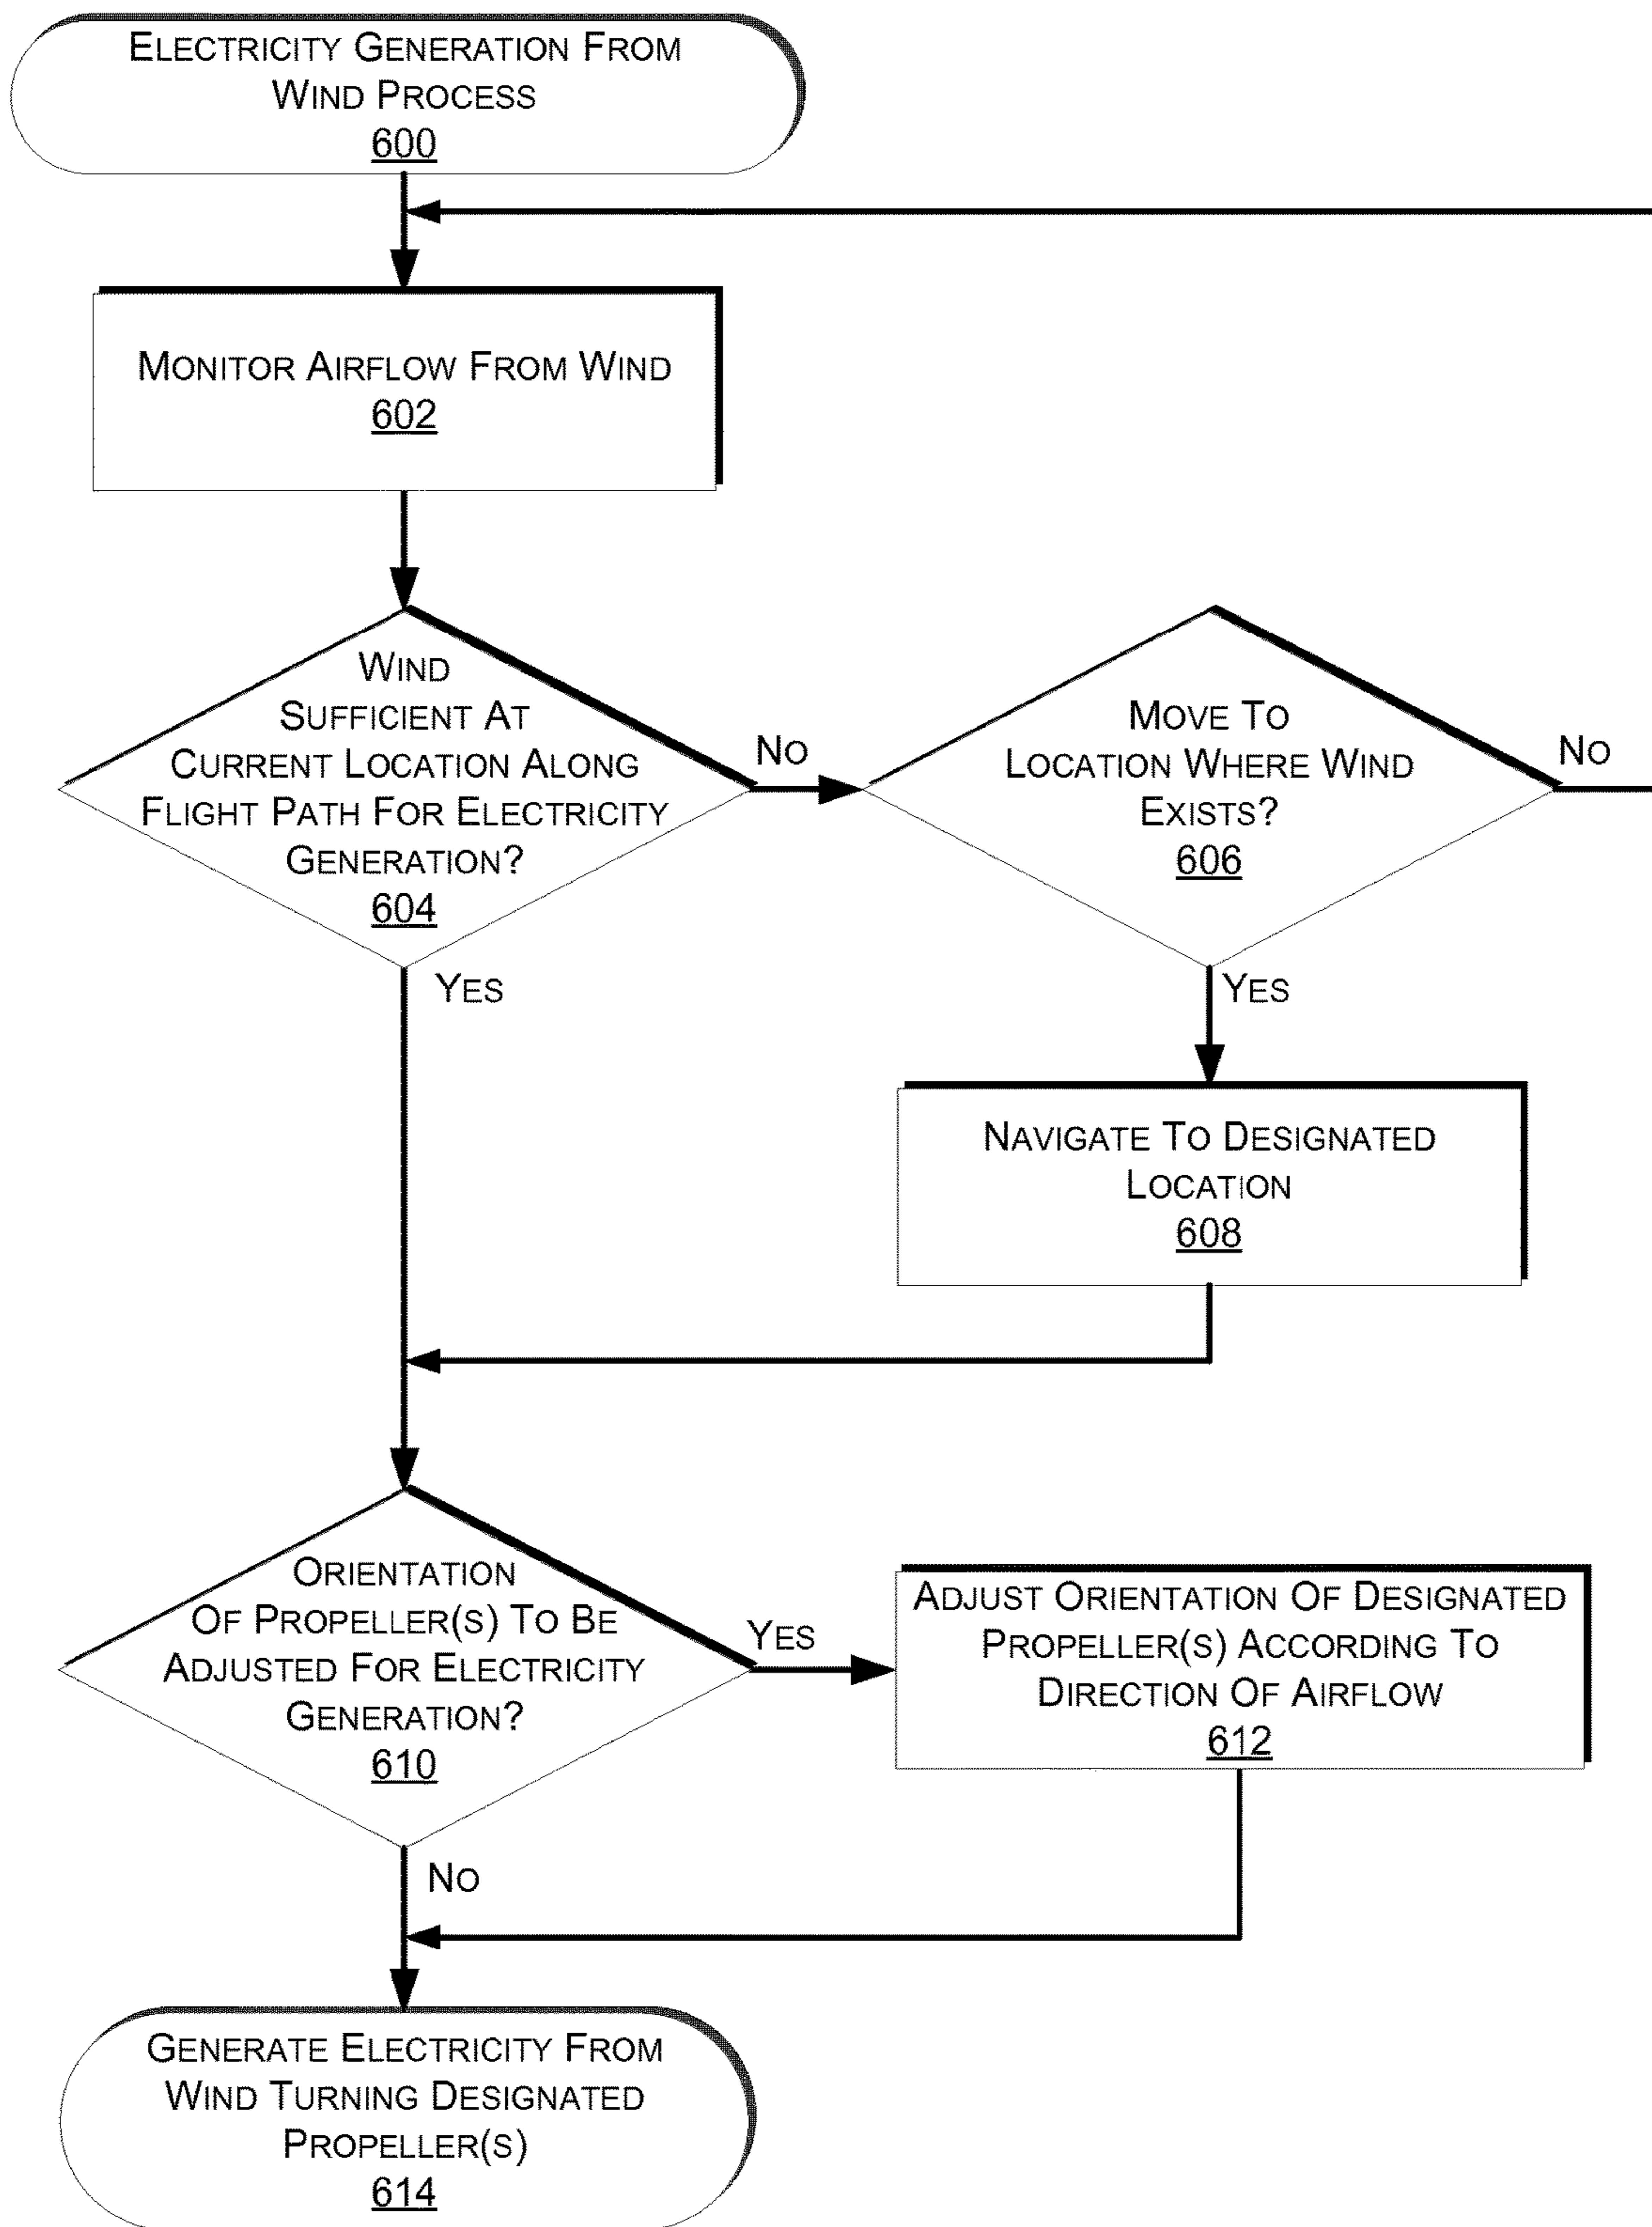 ELECTRICITY GENERATION FROM
WIND PROCESS
600
MONITOR AIRFLOW FROM WIND
602
WIND
SUFFICIENT AT
CURRENT LOCATION ALONG
FLIGHT PATH FOR ELECTRICITY
GENERATION?
604
NO
MOVE TO
LOCATION WHERE WIND
EXISTS?
606
NO
YES
YES
NAVIGATE TO DESIGNATED
LOCATION
608
ORIENTATION
OF PROPELLER(S) TO BE
ADJUSTED FOR ELECTRICITY
GENERATION?
610
YES
ADJUST ORIENTATION OF DESIGNATED
PROPELLER(S) ACCORDING TO
DIRECTION OF AIRFLOW
612
NO
GENERATE ELECTRICITY FROM
WIND TURNING DESIGNATED
PROPELLER(S)
614